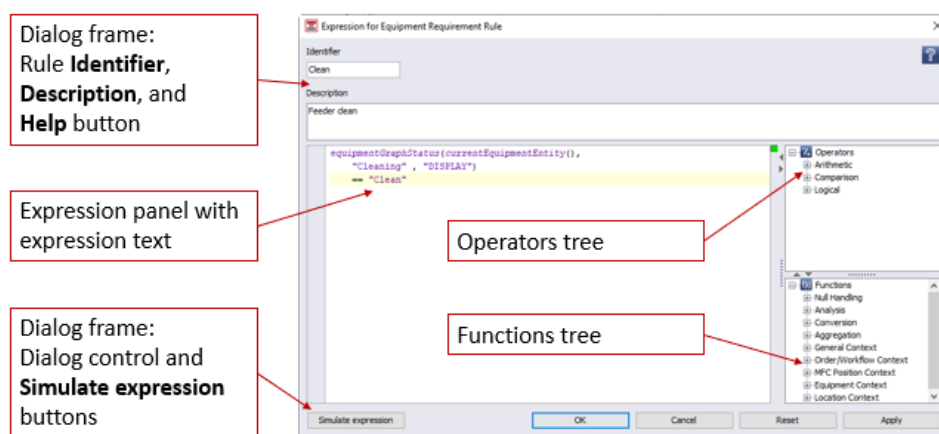 Dialog frame:
Rule Identifier,
Description, and
Help button
Expression panel with
expression text
Dialog frame:
Dialog control and
Simulate expression
buttons
Expression for Equipment Requirement Rule
Identifier
Clean
?
Description
Feeder clean
equipmentGraphStatus(currentEquipmentEntity(),
"Cleaning" , "DISPLAY")
== "Clean"
Operators tree
Functions tree
Operators
Arithmetic
Comparison
Logical
Functions
Null Handling
Analysis
Conversion
Aggregation
General Context
Order/Workflow Context
MFC Position Context
Equipment Context
Location Context
Simulate expression
OK
Cancel
Reset
Apply